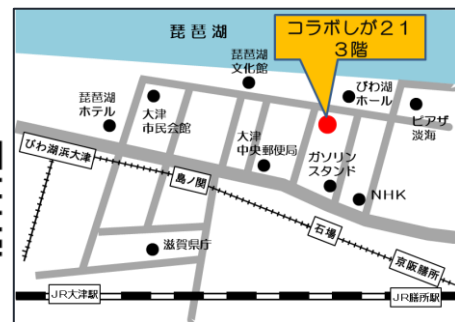 琵琶湖
コラボしが21
3階
琵琶湖
文化館
びわ湖
ホール
ピアザ
淡海
琵琶湖
ホテル
大津
市民会館
大津
中央郵便局
ガソリン
スタンド
NHK
びわ湖浜大津
島ノ関
石場
京阪膳所
滋賀県庁
JR大津駅
JR膳所駅